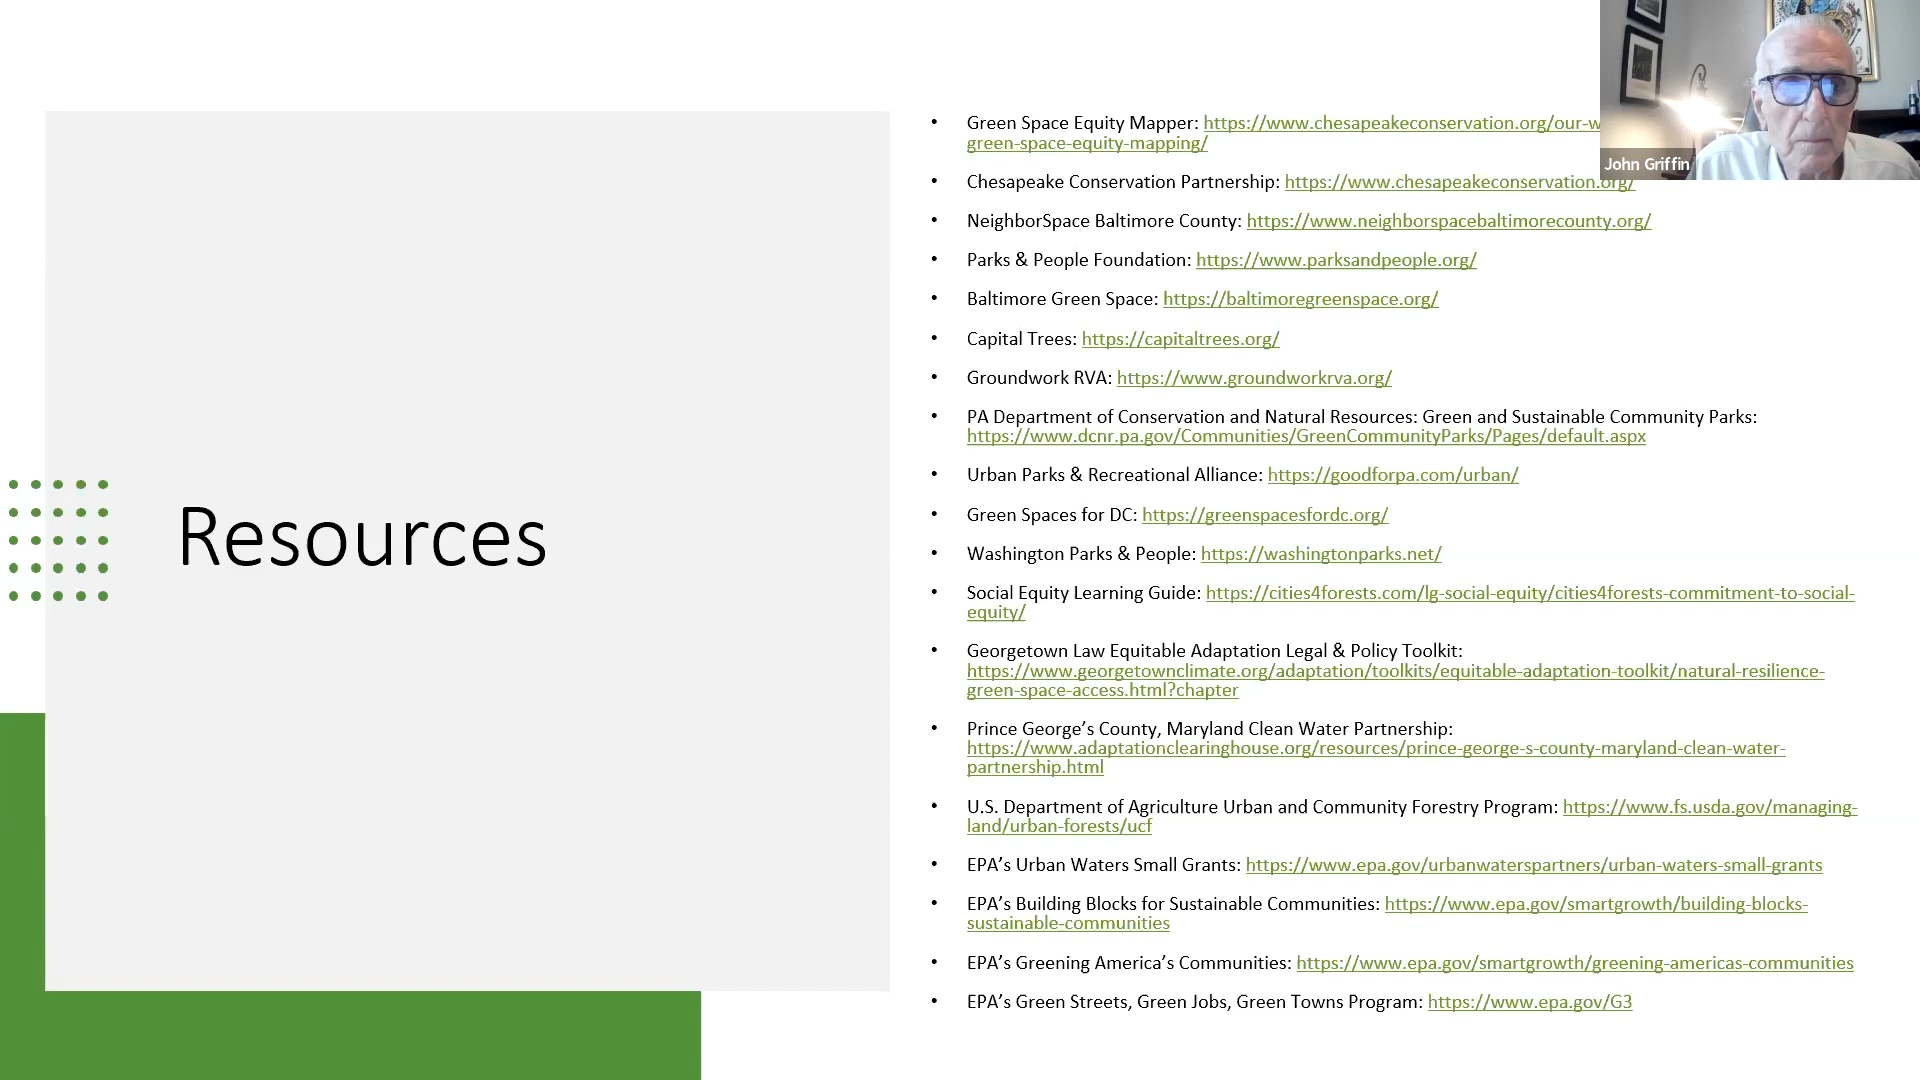 Resources
• Green Space Equity Mapper: https://www.chesapeakeconservation.org/our-w
green-space-equity-mapping/
• Chesapeake Conservation Partnership: https://www.chesapeakeconservation.org/
• NeighborSpace Baltimore County: https://www.neighborspacebaltimorecounty.org/
• Parks & People Foundation: https://www.parksandpeople.org/
• Baltimore Green Space: https://baltimoregreenspace.org/
• Capital Trees: https://capitaltrees.org/
• Groundwork RVA: https://www.groundworkrva.org/
• PA Department of Conservation and Natural Resources: Green and Sustainable Community Parks:
https://www.dcnr.pa.gov/Communities/GreenCommunityParks/Pages/default.aspx
• Urban Parks & Recreational Alliance: https://goodforpa.com/urban/
• Green Spaces for DC: https://greenspacesfordc.org/
• Washington Parks & People: https://washingtonparks.net/
• Social Equity Learning Guide: https://cities4forests.com/lg-social-equity/cities4forests-commitment-to-social-
equity/
• Georgetown Law Equitable Adaptation Legal & Policy Toolkit:
https://www.georgetownclimate.org/adaptation/toolkits/equitable-adaptation-toolkit/natural-resilience-
green-space-access.html?chapter
• Prince George’s County, Maryland Clean Water Partnership:
https://www.adaptationclearinghouse.org/resources/prince-george-s-county-maryland-clean-water-
partnership.html
• U.S. Department of Agriculture Urban and Community Forestry Program: https://www.fs.usda.gov/managing-
land/urban-forests/ucf
• EPA’s Urban Waters Small Grants: https://www.epa.gov/urbanwaterspartners/urban-waters-small-grants
• EPA’s Building Blocks for Sustainable Communities: https://www.epa.gov/smartgrowth/building-blocks-
sustainable-communities
• EPA’s Greening America’s Communities: https://www.epa.gov/smartgrowth/greening-americas-communities
• EPA’s Green Streets, Green Jobs, Green Towns Program: https://www.epa.gov/G3
John Griffin